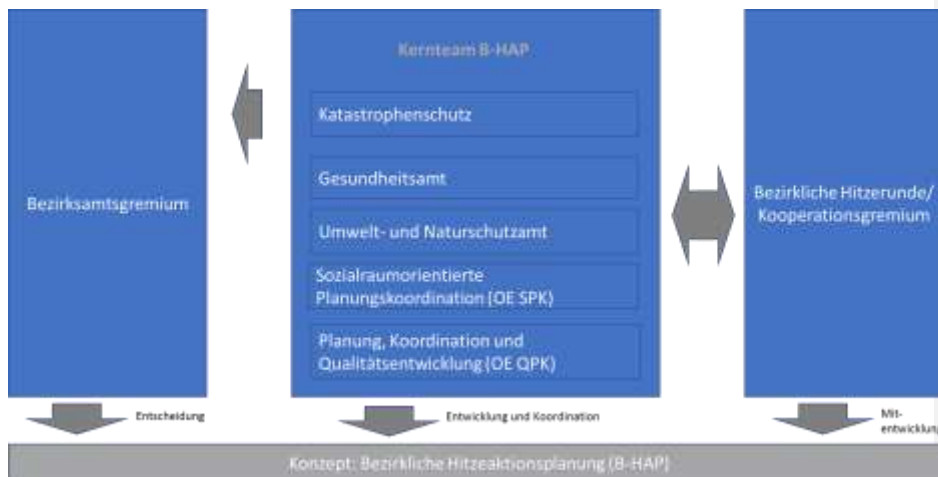 Bezirksamtsgremium
Kernteam B-HAP
Katastrophenschutz
Gesundheitsamt
Umwelt- und Naturschutzamt
Sozialraumorientierte
Planungskoordination (OE SPK)
Planung, Koordination und
Qualitätsentwicklung (OE QPK)
Bezirkliche Hitzerunde/
Kooperationsgremium
Entscheidung
Entwicklung und Koordination
Mit-
entwicklung
Konzept: Bezirkliche Hitzeaktionsplanung (B-HAP)